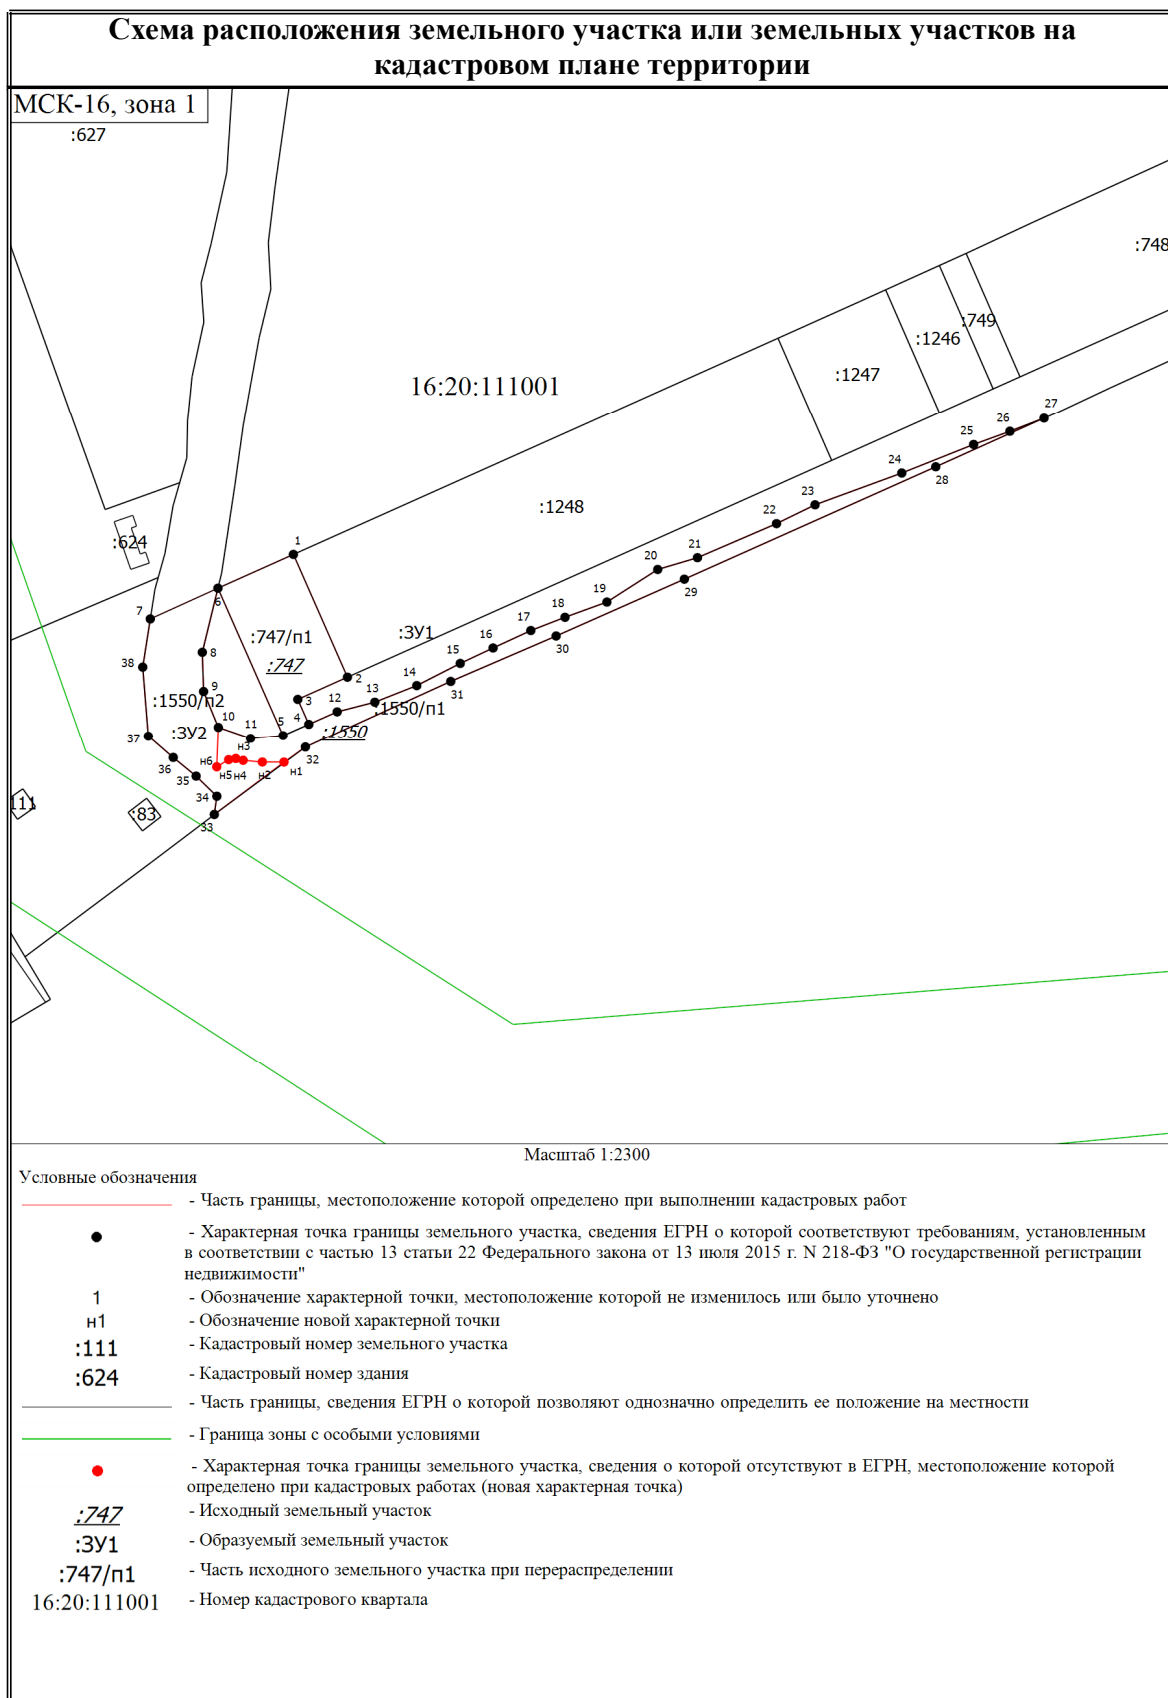 Схема расположения земельного участка или земельных участков на
кадастровом плане территории
МСК-16, зона 1
:627
:748
:749
:1246
:1247
16:20:111001
27
26
25
24
28
:1248
23
22
:624
1
21
20
29
6
7
19
18
:747/п1
:ЗУ1
17
30
:747
16
38
8
15
2
14
31
9
3
13
:1550/п2
12
:1550/п1
10
4
:ЗУ2
11
5
:1550
37
н3
32
н6
36
н5
н4
н2
н1
35
34
:111
:83
33
Масштаб 1:2300
Условные обозначения
- Часть границы, местоположение которой определено при выполнении кадастровых работ
- Характерная точка границы земельного участка, сведения ЕГРН о которой соответствуют требованиям, установленным
в соответствии с частью 13 статьи 22 Федерального закона от 13 июля 2015 г. N 218-ФЗ "О государственной регистрации
недвижимости"
1 - Обозначение характерной точки, местоположение которой не изменилось или было уточнено
н1 - Обозначение новой характерной точки
:111 - Кадастровый номер земельного участка
:624 - Кадастровый номер здания
- Часть границы, сведения ЕГРН о которой позволяют однозначно определить ее положение на местности
- Граница зоны с особыми условиями
- Характерная точка границы земельного участка, сведения о которой отсутствуют в ЕГРН, местоположение которой
определено при кадастровых работах (новая характерная точка)
:747 - Исходный земельный участок
:ЗУ1 - Образуемый земельный участок
:747/п1 - Часть исходного земельного участка при перераспределении
16:20:111001 - Номер кадастрового квартала